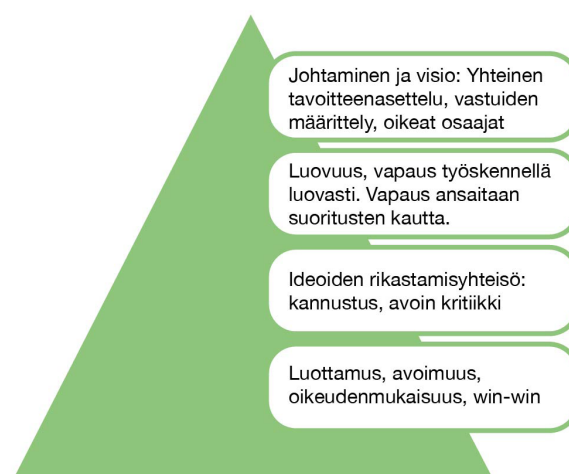 Johtaminen ja visio: Yhteinen
tavoitteenasettelu, vastuiden
määrittely, oikeat osaajat
Luovuus, vapaus työskennellä
luovasti. Vapaus ansaitaan
suoritusten kautta.
Ideoiden rikastamisyhteisö:
kannustus, avoin kritiikki
Luottamus, avoimuus,
oikeudenmukaisuus, win-win